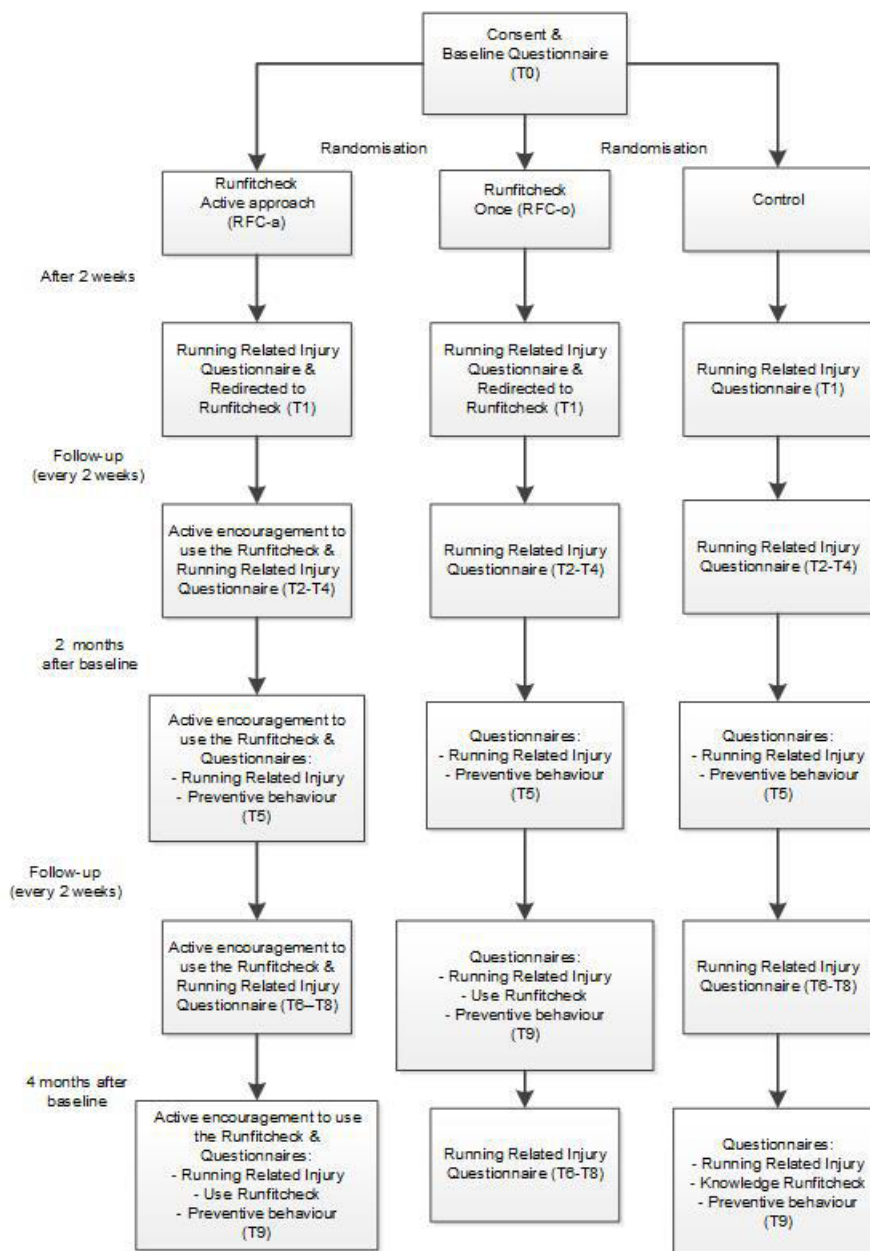 Consent &
Baseline Questionnaire
(T0)
Randomisation
Randomisation
Runfitcheck
Active approach
(RFC-a)
Runfitcheck
Once (RFC-o)
Control
After 2 weeks
Running Related Injury
Questionnaire &
Redirected to
Runfitcheck (T1)
Running Related Injury
Questionnaire &
Redirected to
Runfitcheck (T1)
Running Related Injury
Questionnaire (T1)
Follow-up
(every 2 weeks)
Active encouragement to
use the Runfitcheck &
Running Related Injury
Questionnaire (T2-T4)
Running Related Injury
Questionnaire (T2-T4)
Running Related Injury
Questionnaire (T2-T4)
2 months
after baseline
Active encouragement to
use the Runfitcheck &
Questionnaires:
- Running Related Injury
- Preventive behaviour
(T5)
Questionnaires:
- Running Related Injury
- Preventive behaviour
(T5)
Questionnaires:
- Running Related Injury
- Preventive behaviour
(T5)
Follow-up
(every 2 weeks)
Active encouragement to
use the Runfitcheck &
Running Related Injury
Questionnaire (T6--T8)
Questionnaires:
- Running Related Injury
- Use Runfitcheck
- Preventive behaviour
(T9)
Running Related Injury
Questionnaire (T6-T8)
4 months after
baseline
Active encouragement to use
the Runfitcheck &
Questionnaires:
- Running Related Injury
- Use Runfitcheck
- Preventive behaviour
(T9)
Running Related Injury
Questionnaire (T6-T8)
Questionnaires:
- Running Related Injury
- Knowledge Runfitcheck
- Preventive behaviour
(T9)